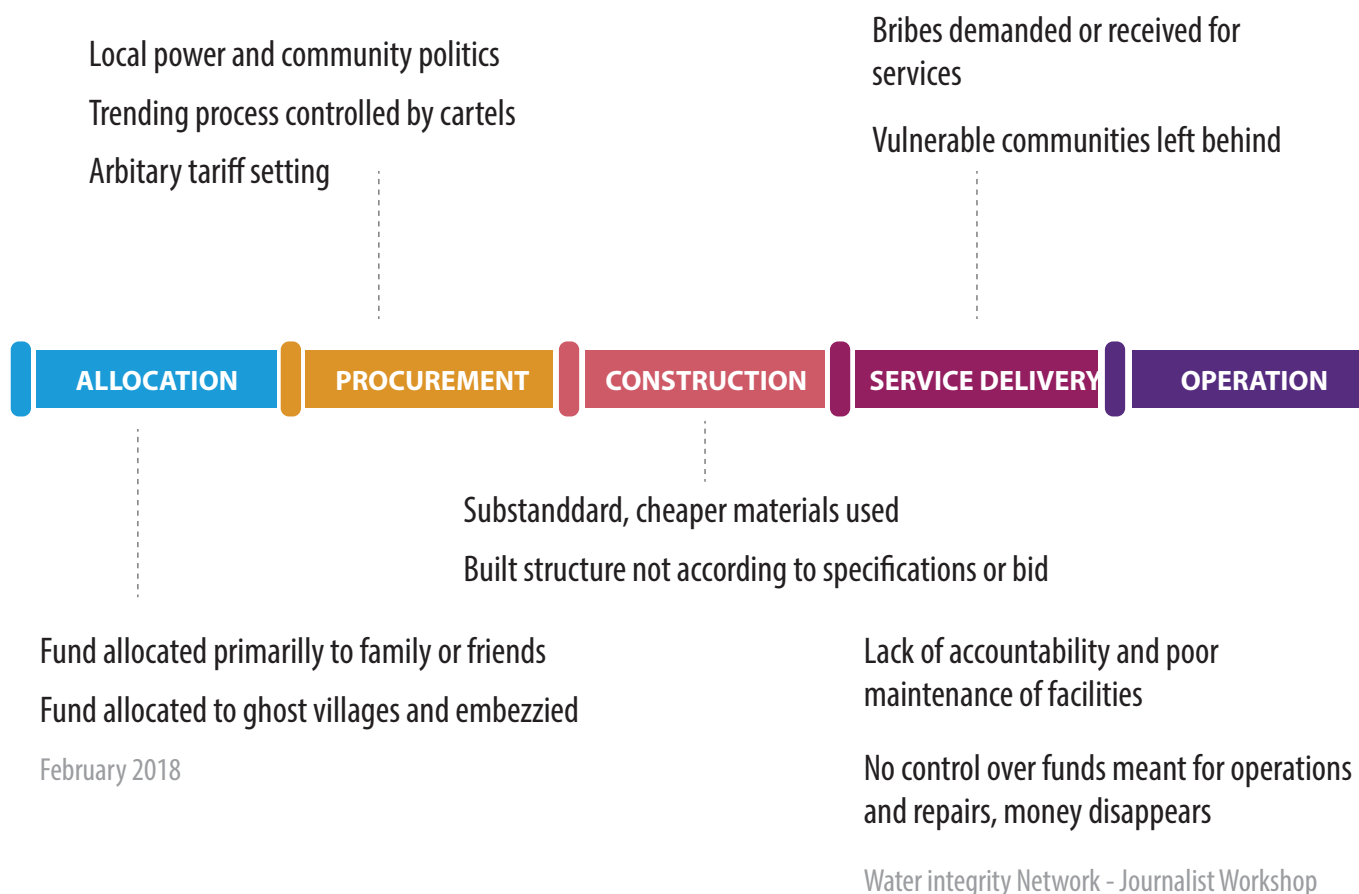 Local power and community politics
Trending process controlled by cartels
Arbitary tariff setting
Bribes demanded or received for
services
Vulnerable communities left behind
ALLOCATION
PROCUREMENT
CONSTRUCTION
SERVICE DELIVERY
OPERATION
Substanddard, cheaper materials used
Built structure not according to specifications or bid
Fund allocated primarilly to family or friends
Fund allocated to ghost villages and embezzied
February 2018
Lack of accountability and poor
maintenance of facilities
No control over funds meant for operations
and repairs, money disappears
Water integrity Network - Journalist Workshop